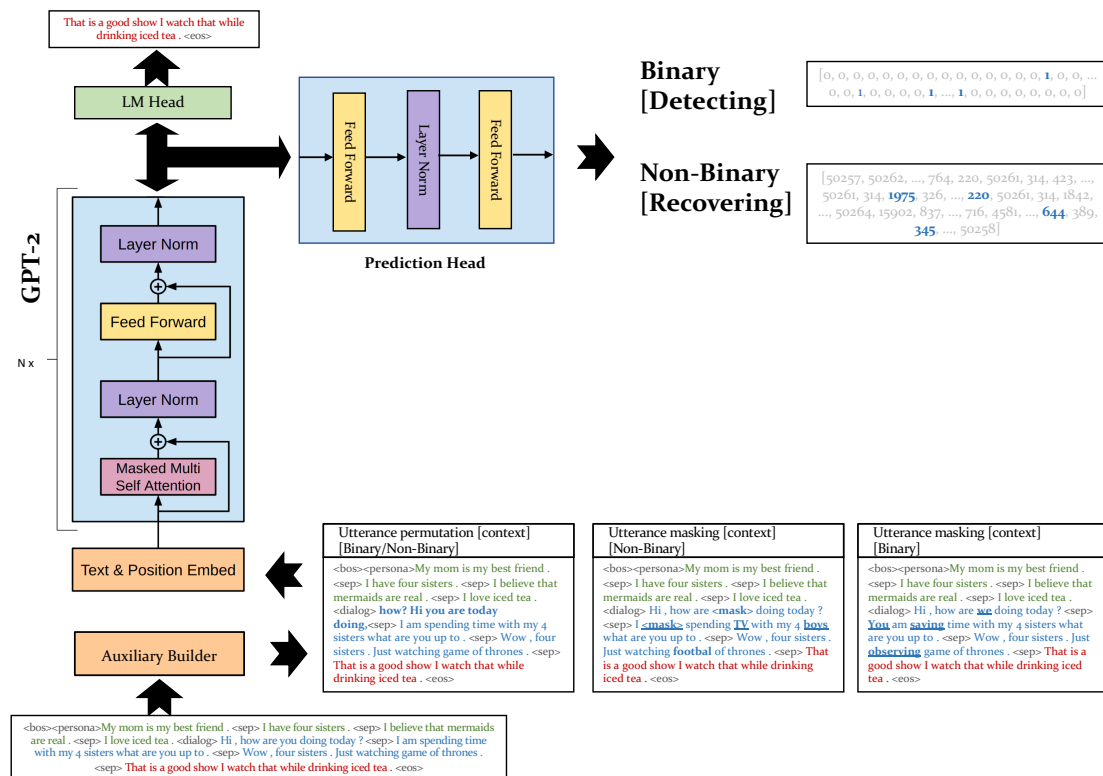 That is a good show I watch that while
drinking iced tea . <eos>
LM Head
Feed Forward
Layer Norm
Feed Forward
Prediction Head
Binary
[Detecting]
[0, 0, 0, 0, 0, 0, 0, 0, 0, 0, 0, 0, 0, 0, 0, 1, 0, 0, ...
0, 0, 1, 0, 0, 0, 0, 1, ..., 1, 0, 0, 0, 0, 0, 0, 0, 0]
Non-Binary
[Recovering]
[50257, 50262, ..., 764, 220, 50261, 314, 423, ...,
50261, 314, 1975, 326, ..., 220, 50261, 314, 1842,
..., 50264, 15902, 837, ..., 716, 4581, ..., 644, 389,
345, ..., 50258]
GPT-2
N x
Layer Norm
Feed Forward
Layer Norm
Masked Multi
Self Attention
Text & Position Embed
Auxiliary Builder
Utterance permutation [context]
[Binary/Non-Binary]
<bos><persona>My mom is my best friend .
<sep> I have four sisters . <sep> I believe that
mermaids are real . <sep> I love iced tea .
<dialog> how? Hi you are today
doing,<sep> I am spending time with my 4
sisters what are you up to . <sep> Wow , four
sisters . Just watching game of thrones . <sep>
That is a good show I watch that while
drinking iced tea . <eos>
Utterance masking [context]
[Non-Binary]
<bos><persona>My mom is my best friend .
<sep> I have four sisters . <sep> I believe that
mermaids are real . <sep> I love iced tea .
<dialog> Hi , how are <mask> doing today ?
<sep> I <mask> spending TV with my 4 boys
what are you up to . <sep> Wow , four sisters .
Just watching footbal of thrones . <sep> That
is a good show I watch that while drinking
iced tea . <eos>
Utterance masking [context]
[Binary]
<bos><persona>My mom is my best friend .
<sep> I have four sisters . <sep> I believe that
mermaids are real . <sep> I love iced tea .
<dialog> Hi , how are we doing today ? <sep>
You am saving time with my 4 sisters what
are you up to . <sep> Wow , four sisters . Just
observing game of thrones . <sep> That is a
good show I watch that while drinking iced
tea . <eos>
<bos><persona>My mom is my best friend . <sep> I have four sisters . <sep> I believe that mermaids
are real . <sep> I love iced tea . <dialog> Hi , how are you doing today ? <sep> I am spending time
with my 4 sisters what are you up to . <sep> Wow , four sisters . Just watching game of thrones .
<sep> That is a good show I watch that while drinking iced tea . <eos>